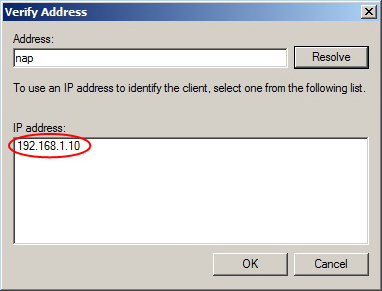 Verify Address
Address:
nap
Resolve
To use an IP address to identify the client, select one from the following list.
IP address:
192.168.1.10
OK
Cancel